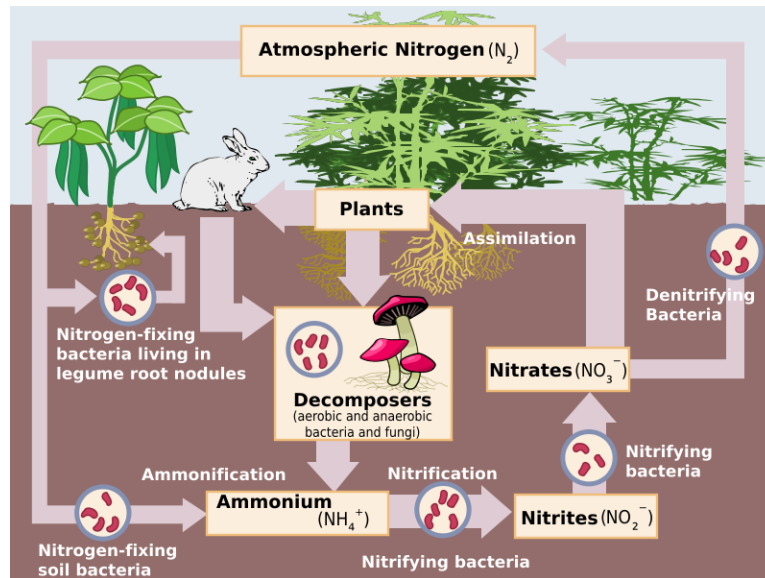 Atmospheric Nitrogen (N₂)
Plants
Assimilation
Denitrifying
Bacteria
Nitrogen-fixing
bacteria living in
legume root nodules
Decomposers
(aerobic and anaerobic
bacteria and fungi)
Nitrates (NO₃⁻)
Nitrifying
bacteria
Ammonification
Nitrification
Ammonium
(NH₄⁺)
Nitrites (NO₂⁻)
Nitrogen-fixing
soil bacteria
Nitrifying bacteria